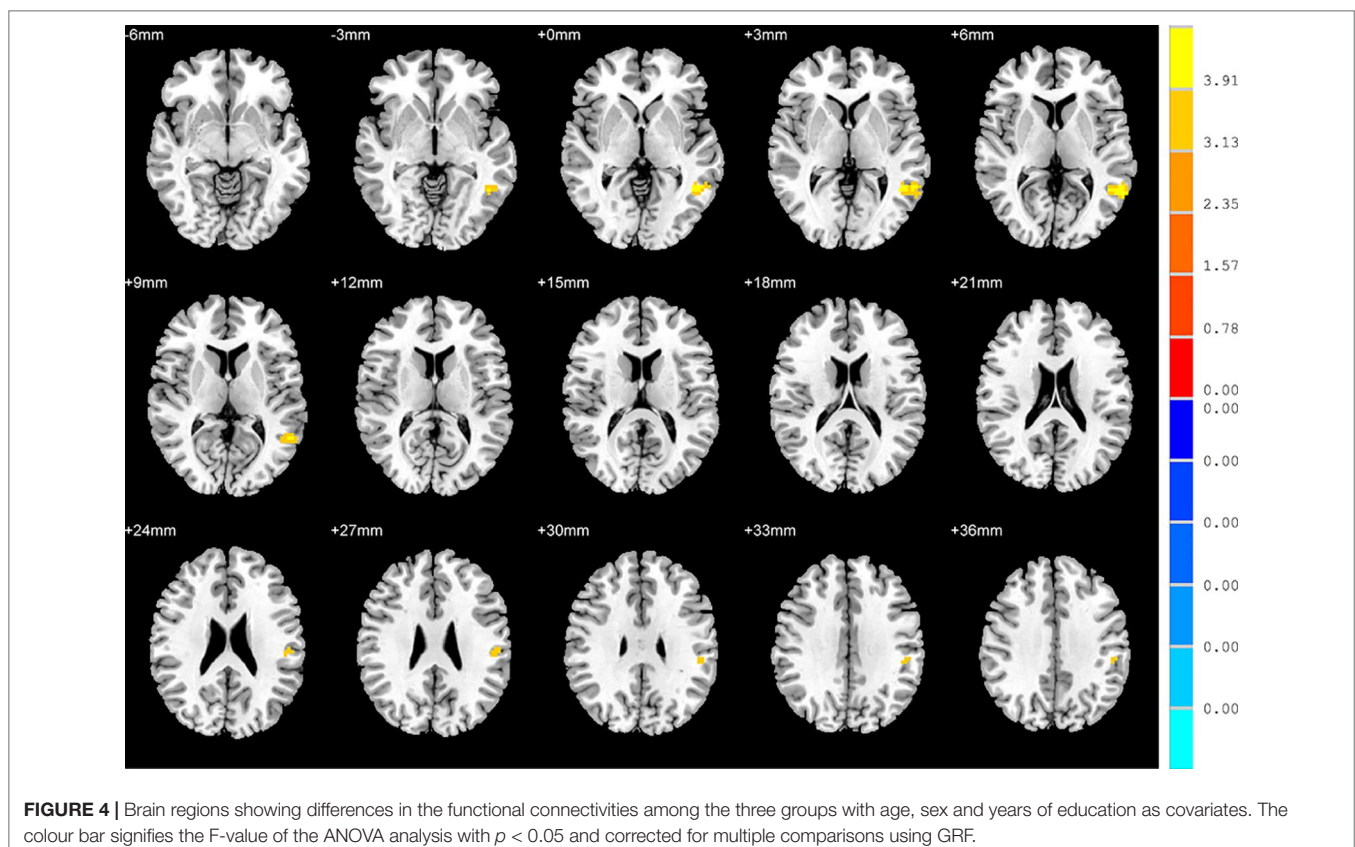 -6mm -3mm +0mm +3mm +6mm
+9mm +12mm +15mm +18mm +21mm
+24mm +27mm +30mm +33mm +36mm
3.91
3.13
2.35
1.57
0.78
0.00
0.00
0.00
0.00
0.00
0.00
0.00
FIGURE 4 | Brain regions showing differences in the functional connectivities among the three groups with age, sex and years of education as covariates. The
colour bar signifies the F-value of the ANOVA analysis with p < 0.05 and corrected for multiple comparisons using GRF.